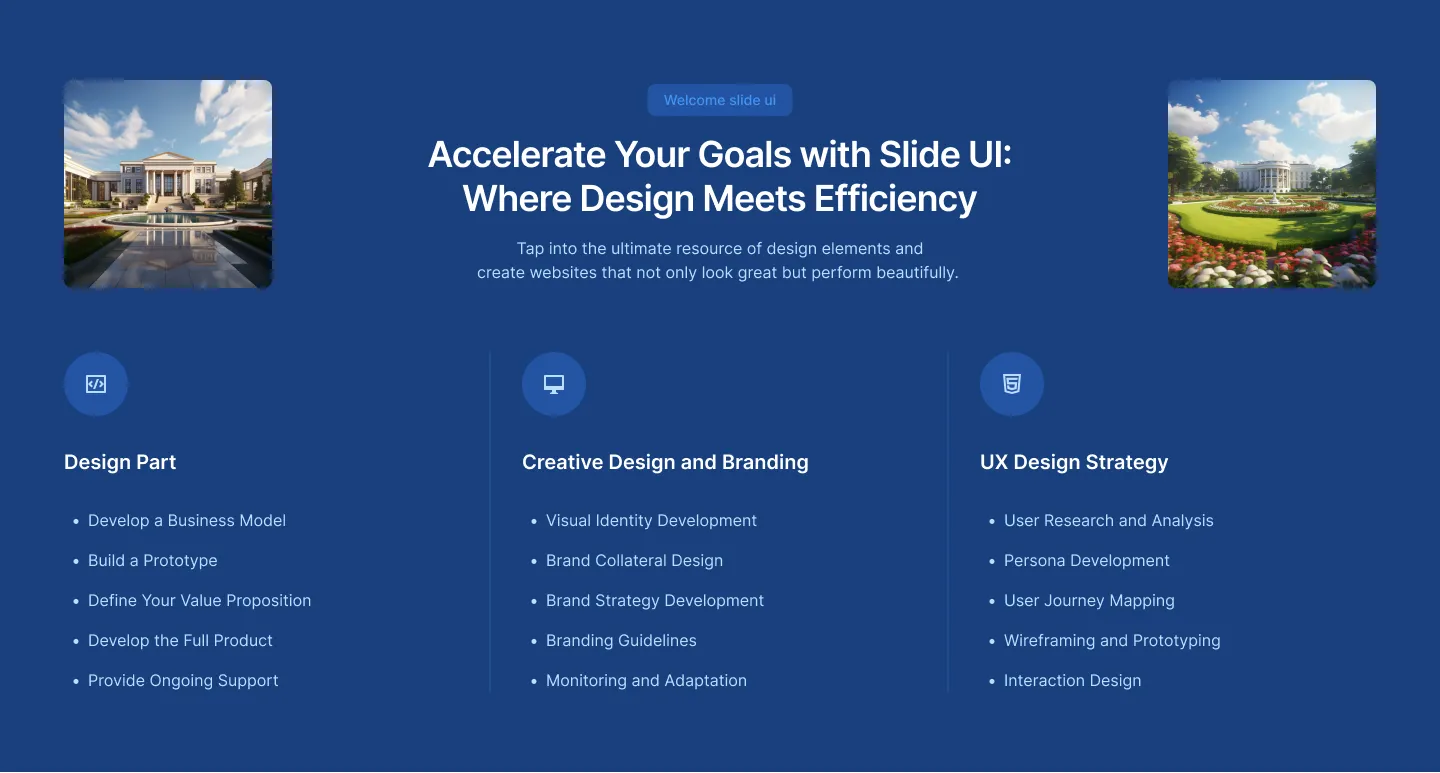 Welcome slide ui
Accelerate Your Goals with Slide UI:
Where Design Meets Efficiency
Tap into the ultimate resource of design elements and
create websites that not only look great but perform beautifully.
Design Part
• Develop a Business Model
• Build a Prototype
• Define Your Value Proposition
• Develop the Full Product
• Provide Ongoing Support
Creative Design and Branding
• Visual Identity Development
• Brand Collateral Design
• Brand Strategy Development
• Branding Guidelines
• Monitoring and Adaptation
UX Design Strategy
• User Research and Analysis
• Persona Development
• User Journey Mapping
• Wireframing and Prototyping
• Interaction Design